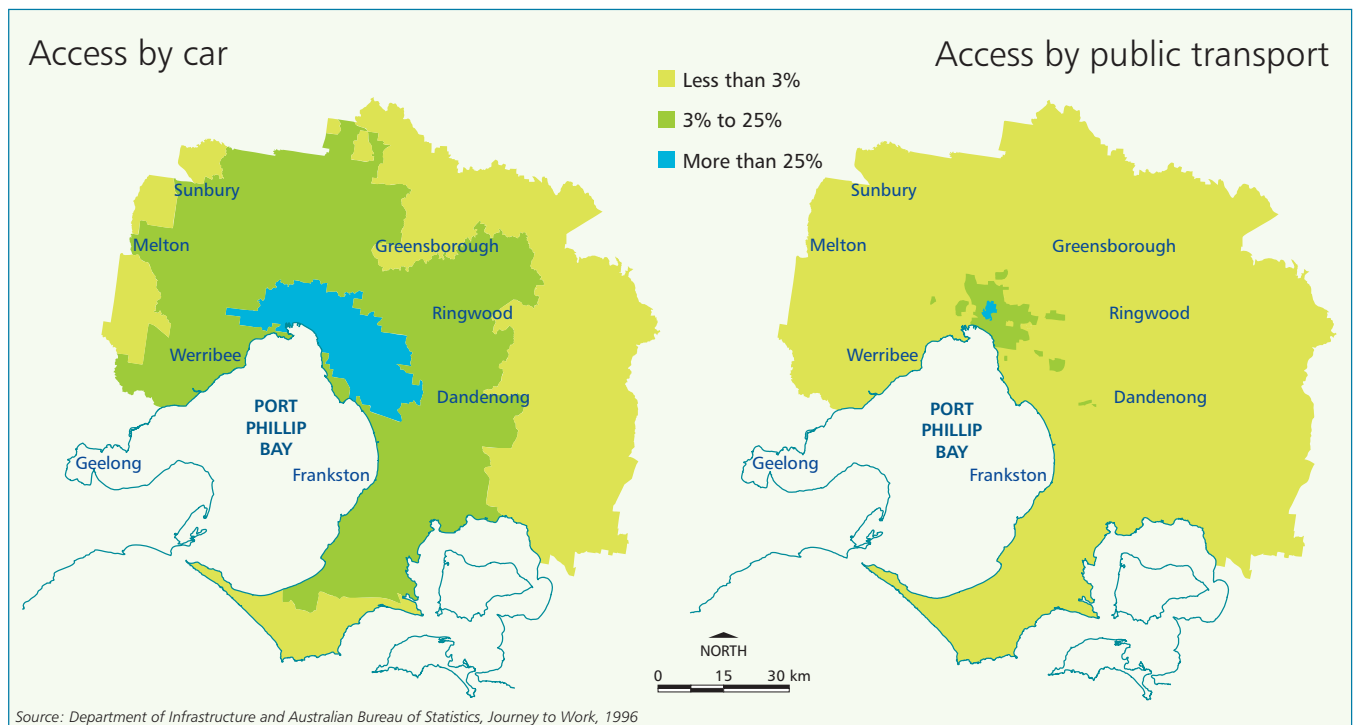 Access by car
Access by public transport
Less than 3%
3% to 25%
More than 25%
Sunbury
Melton
Greensborough
Ringwood
Werribee
Dandenong
PORT
PHILLIP
BAY
Geelong
Frankston
Sunbury
Melton
Greensborough
Ringwood
Werribee
Dandenong
PORT
PHILLIP
BAY
Geelong
Frankston
NORTH
0 15 30 km
Source: Department of Infrastructure and Australian Bureau of Statistics, Journey to Work, 1996